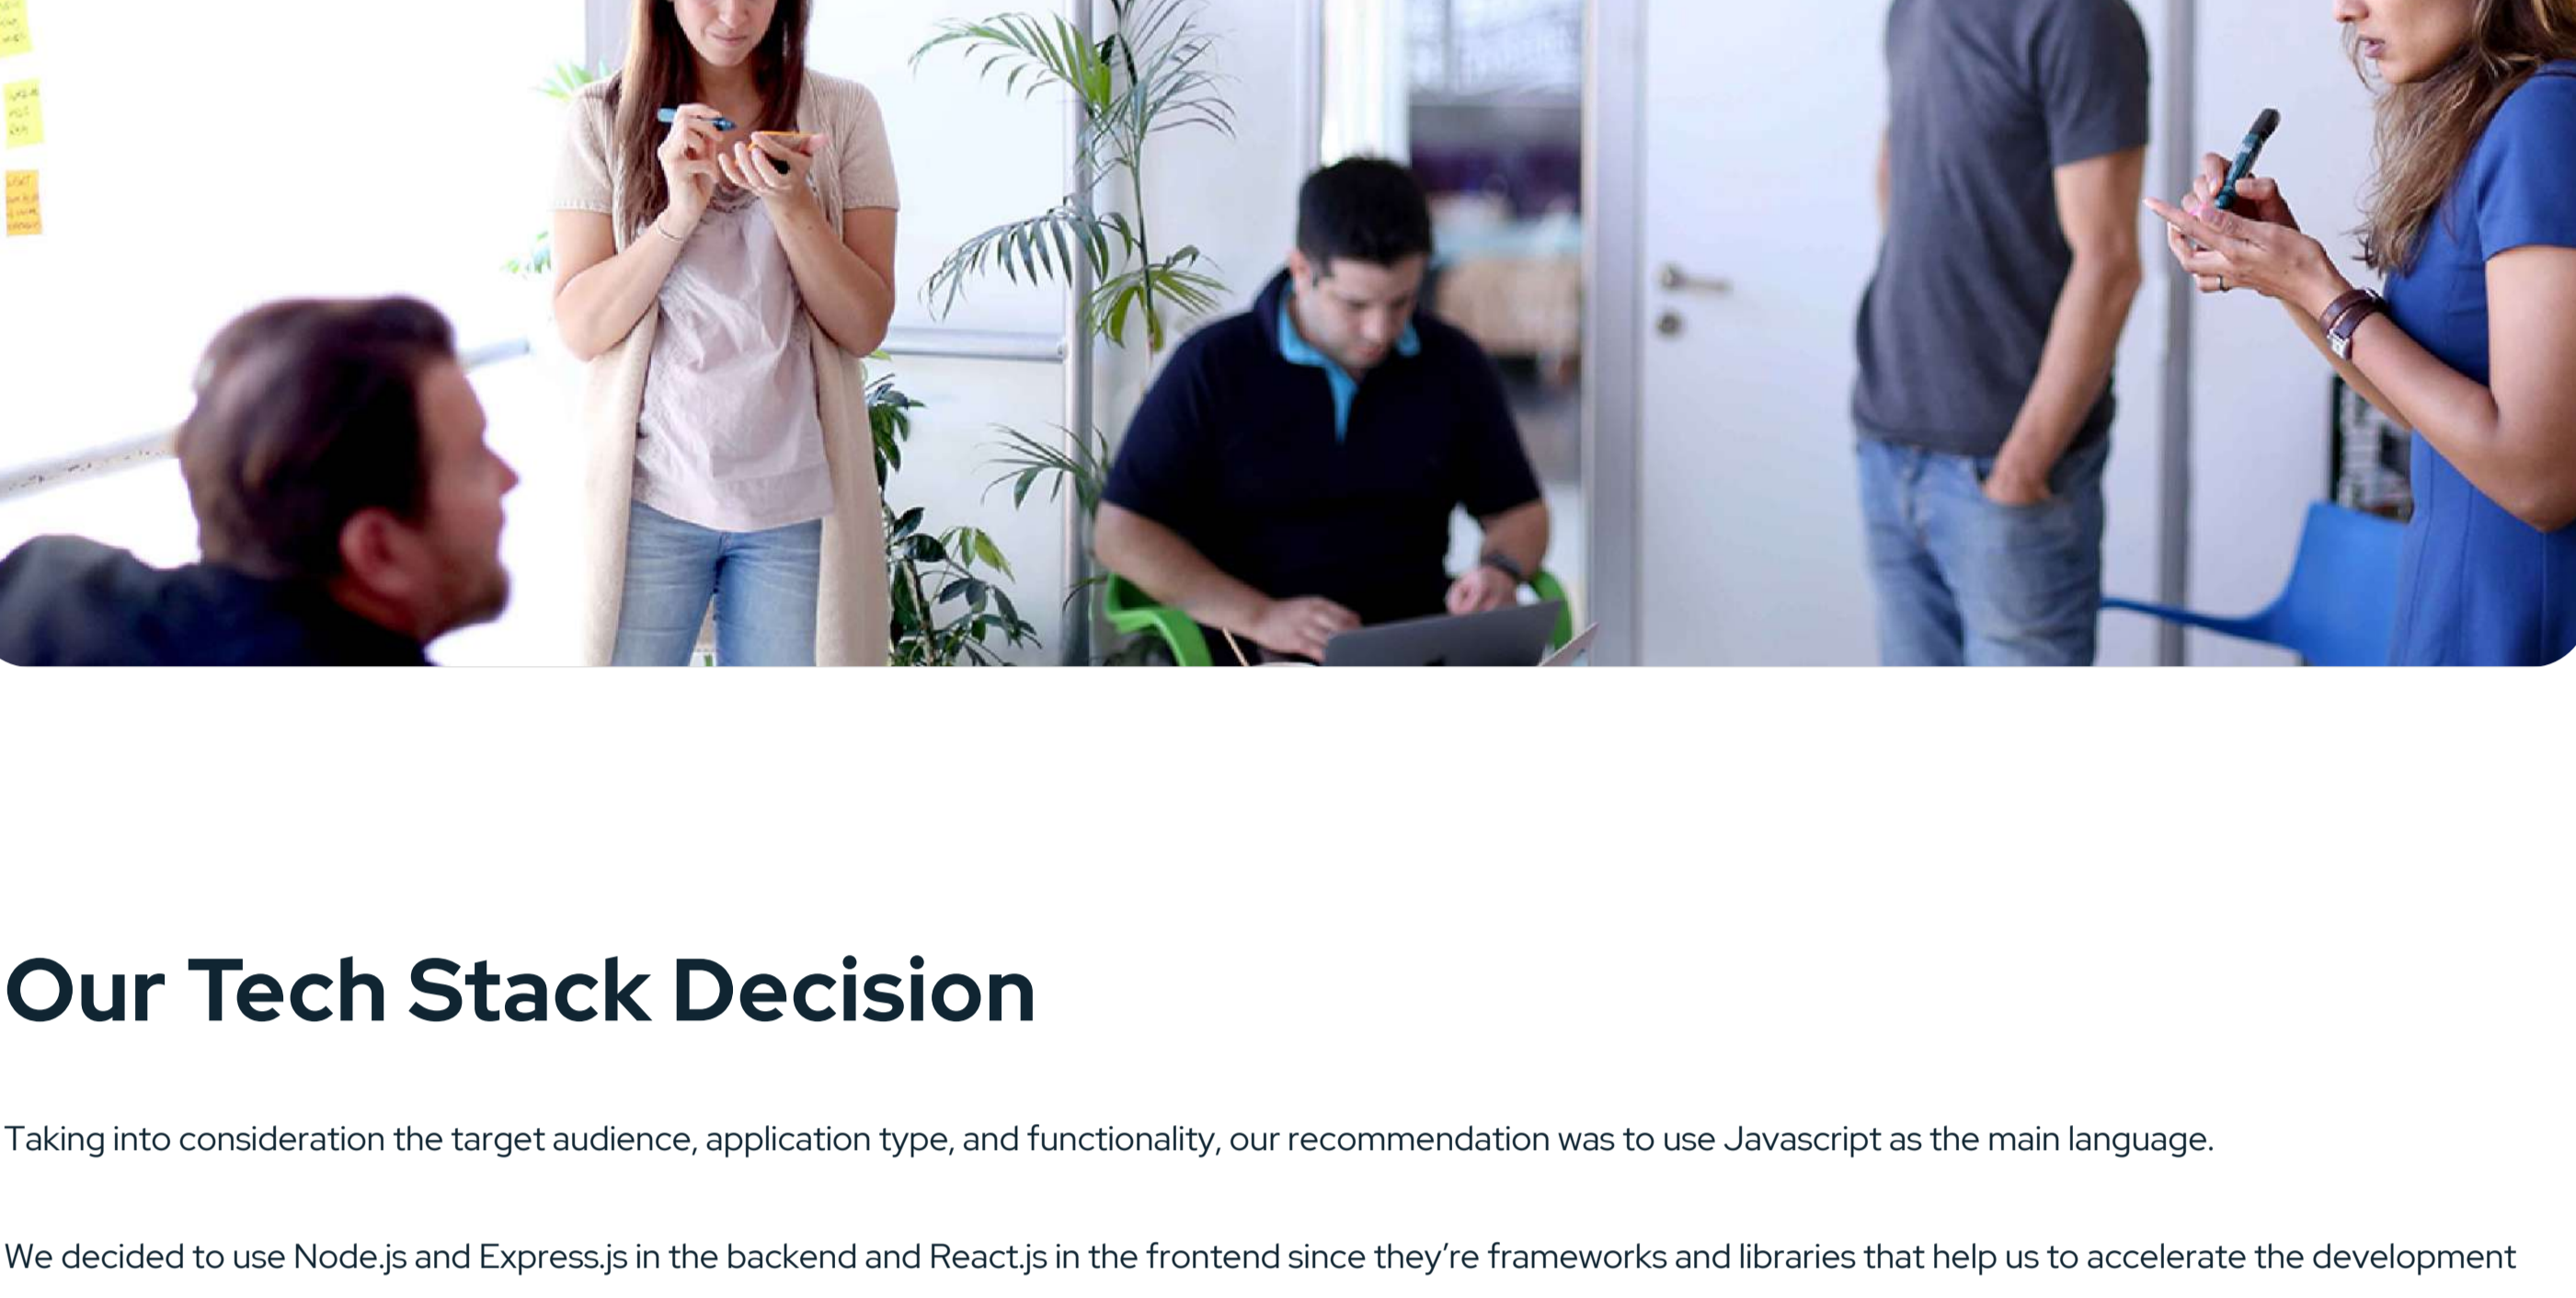 Our Tech Stack Decision
Taking into consideration the target audience, application type, and functionality, our recommendation was to use Javascript as the main language.
We decided to use Node.js and Express.js in the backend and React.js in the frontend since they’re frameworks and libraries that help us to accelerate the development